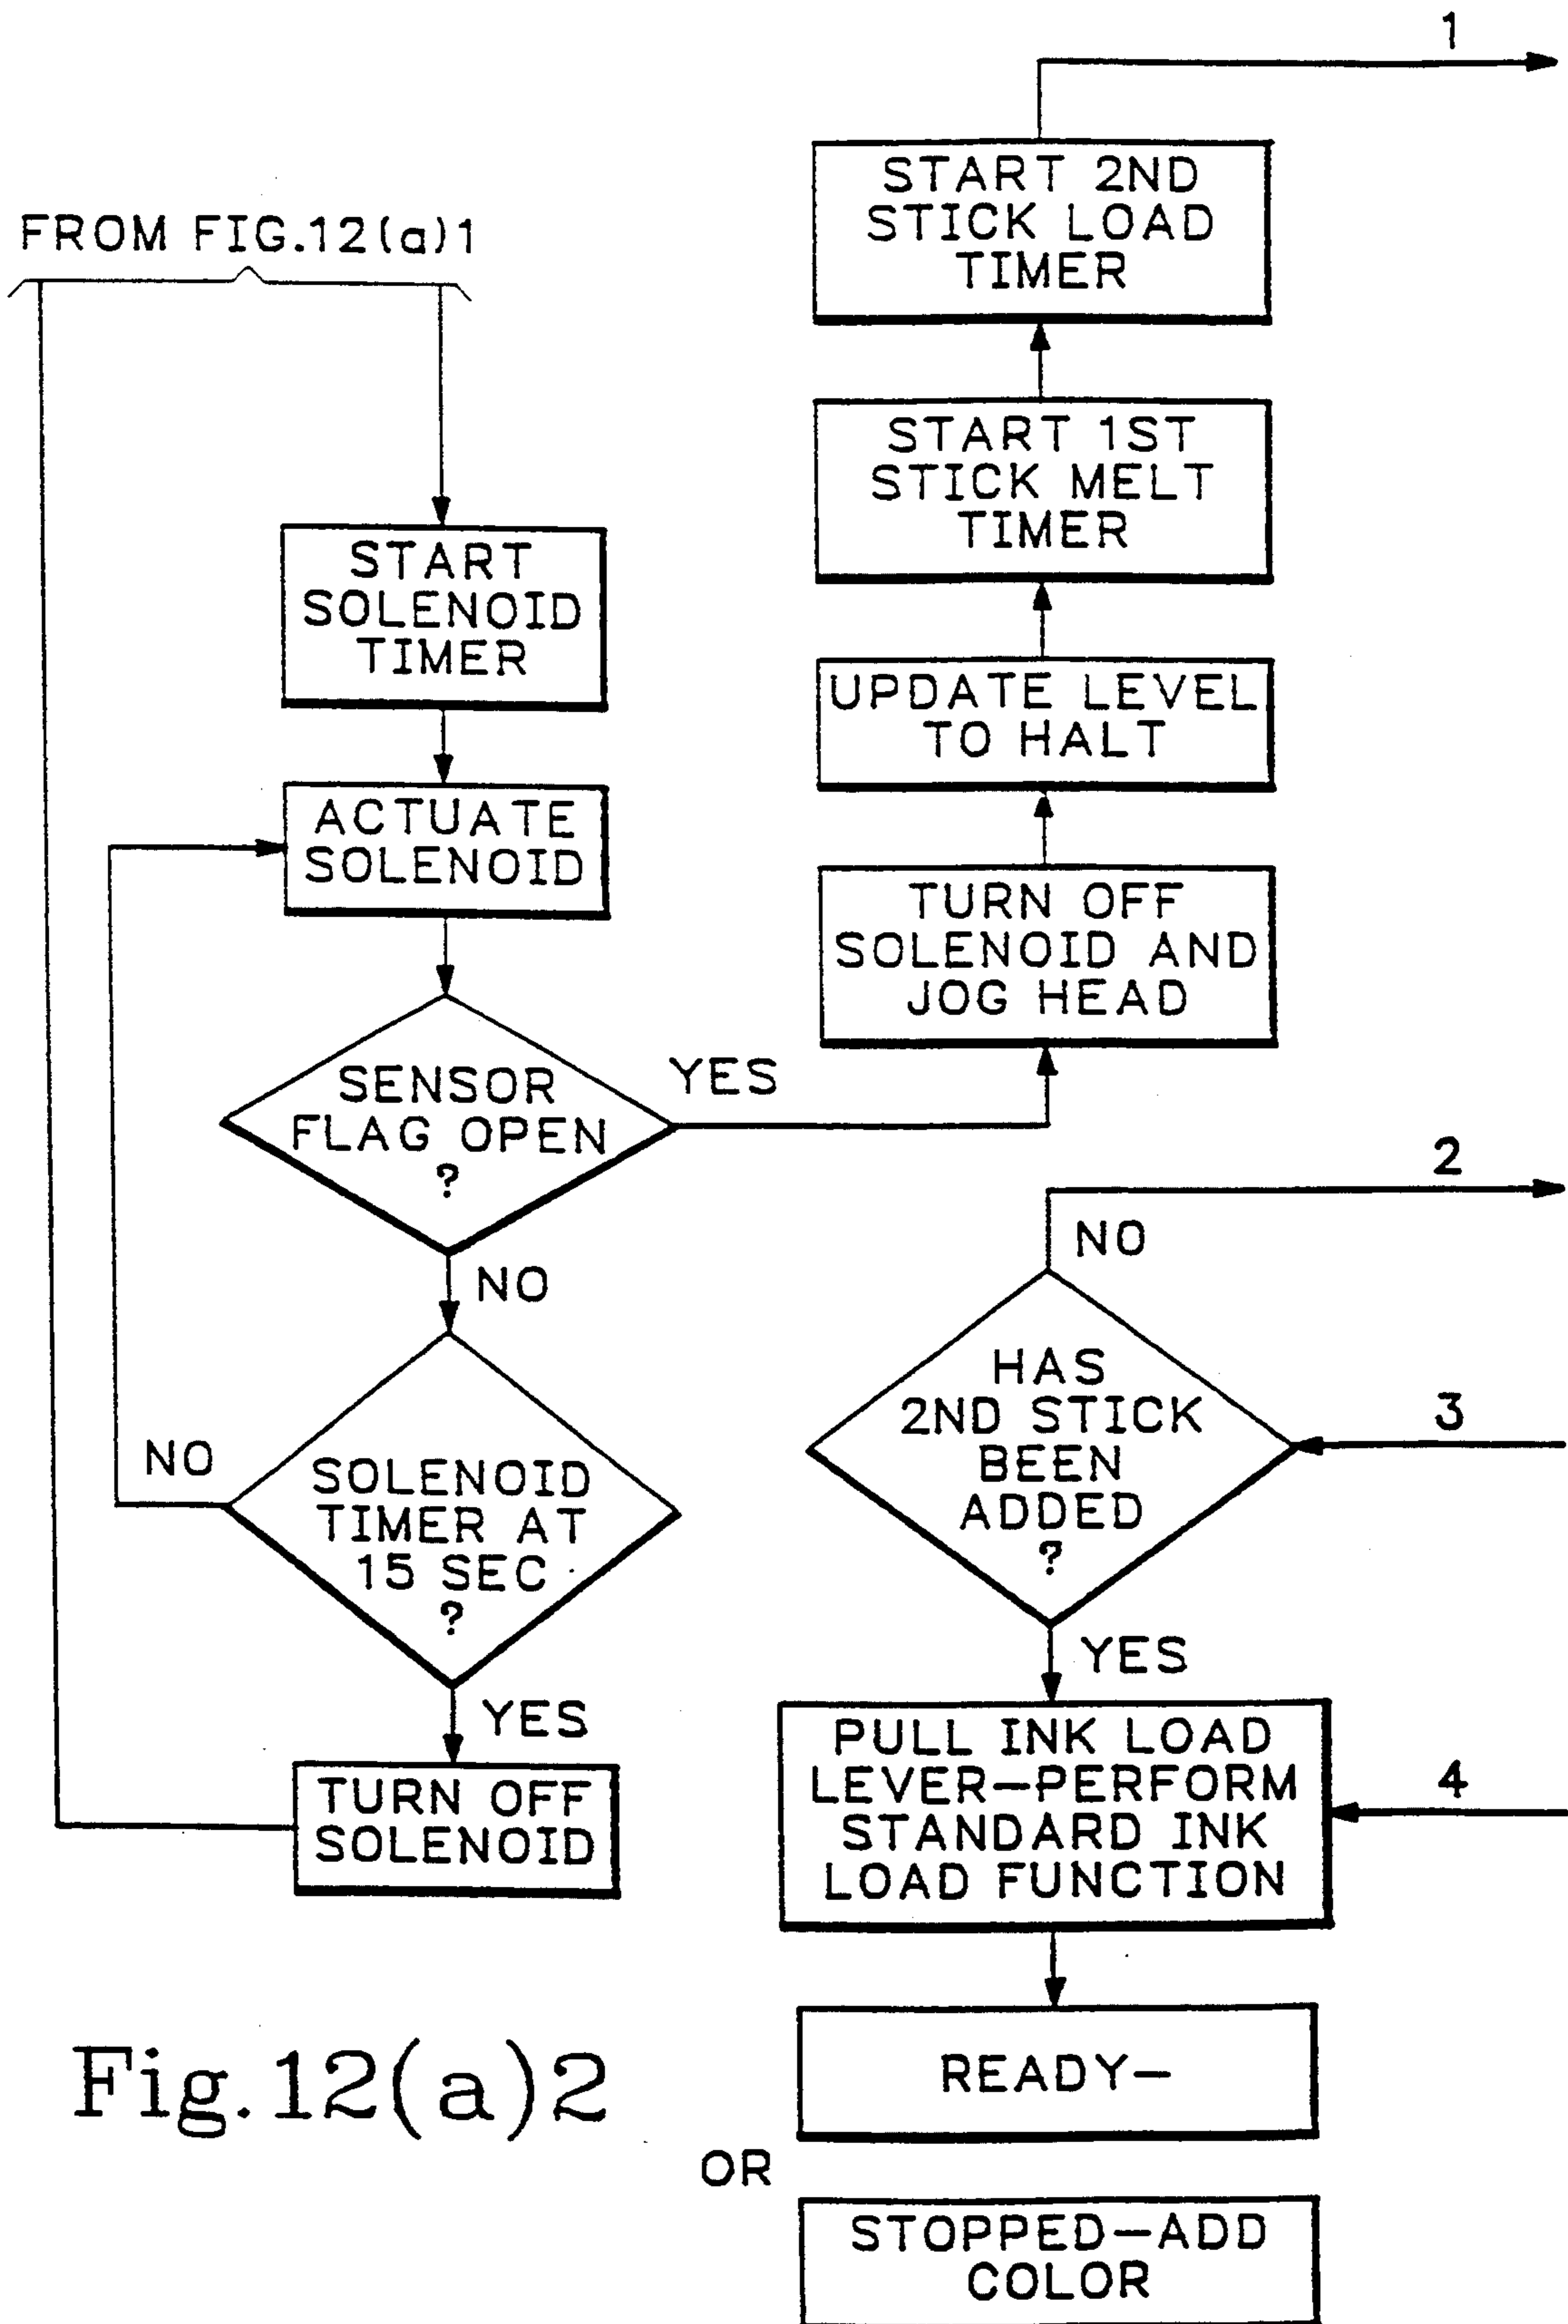 FROM FIG.12(a)1
START
SOLENOID
TIMER
ACTUATE
SOLENOID
SENSOR
FLAG OPEN
?
YES
NO
SOLENOID
TIMER AT
15 SEC
?
NO
YES
TURN OFF
SOLENOID
1
START 2ND
STICK LOAD
TIMER
START 1ST
STICK MELT
TIMER
UPDATE LEVEL
TO HALT
TURN OFF
SOLENOID AND
JOG HEAD
2
NO
HAS
2ND STICK
BEEN
ADDED
?
3
YES
PULL INK LOAD
LEVER—PERFORM
STANDARD INK
LOAD FUNCTION
4
READY—
OR
STOPPED—ADD
COLOR
Fig.12(a)2